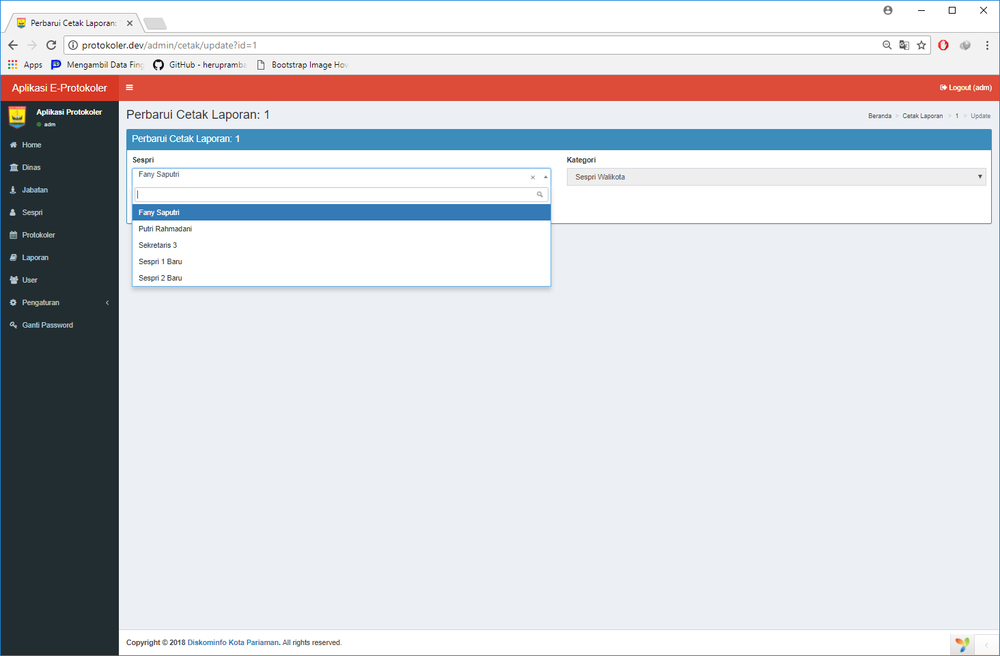 Perbarui Cetak Laporan:
protokoler.dev/admin/cetak/update?id=1
Apps
Mengambil Data Fing
GitHub - herupramba
Bootstrap Image Hov
Aplikasi E-Protokoler
Logout (adm)
Aplikasi Protokoler
adm
Home
Dinas
Jabatan
Sespri
Protokoler
Laporan
User
Pengaturan
Ganti Password
Perbarui Cetak Laporan: 1
Beranda > Cetak Laporan > 1 > Update
Perbarui Cetak Laporan: 1
Sespri
Fany Saputri
Fany Saputri
Putri Rahmadani
Sekretaris 3
Sespri 1 Baru
Sespri 2 Baru
Kategori
Sespri Walikota
Copyright © 2018 Diskominfo Kota Pariaman. All rights reserved.